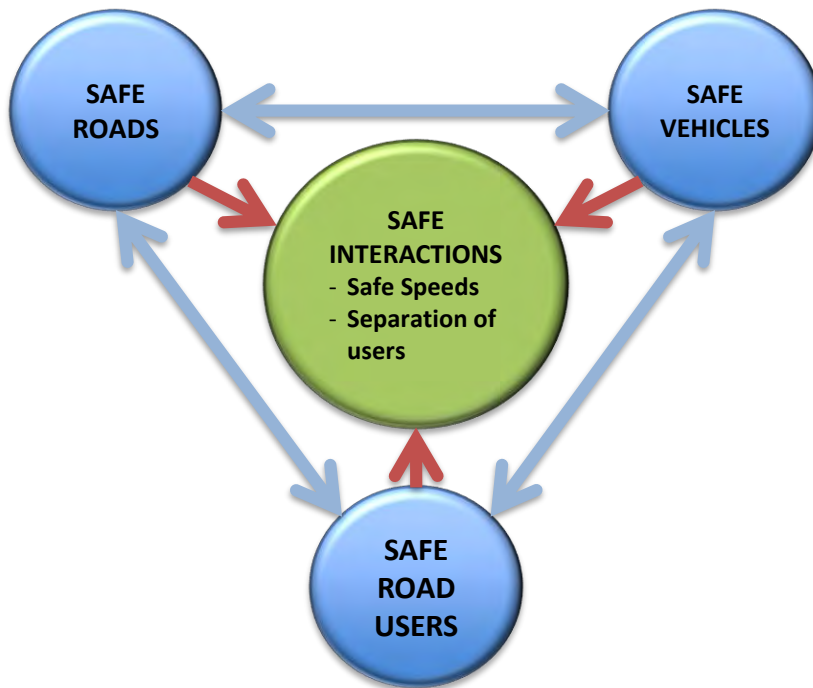 SAFE
ROADS
SAFE
VEHICLES
SAFE
INTERACTIONS
- Safe Speeds
- Separation of
users
SAFE
ROAD
USERS